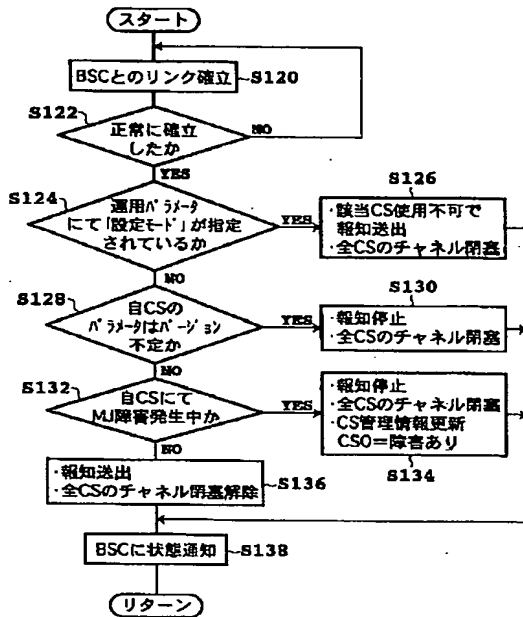 スタート
BSCとのリンク確立
S120
S122
正常に確立
したか
NO
YES
S124
運用パラメータ
にて「設定モード」が指定
されているか
YES
S126
・該当CS使用不可で
報知送出
・全CSのチャネル閉塞
NO
S128
自CSの
パラメータはバージョン
不定か
YES
S130
・報知停止
・全CSのチャネル閉塞
NO
S132
自CSにて
MJ障害発生中か
YES
・報知停止
・全CSのチャネル閉塞
・CS管理情報更新
CS0=障害あり
S134
NO
・報知送出
・全CSのチャネル閉塞解除
S136
BSCに状態通知
S138
リターン